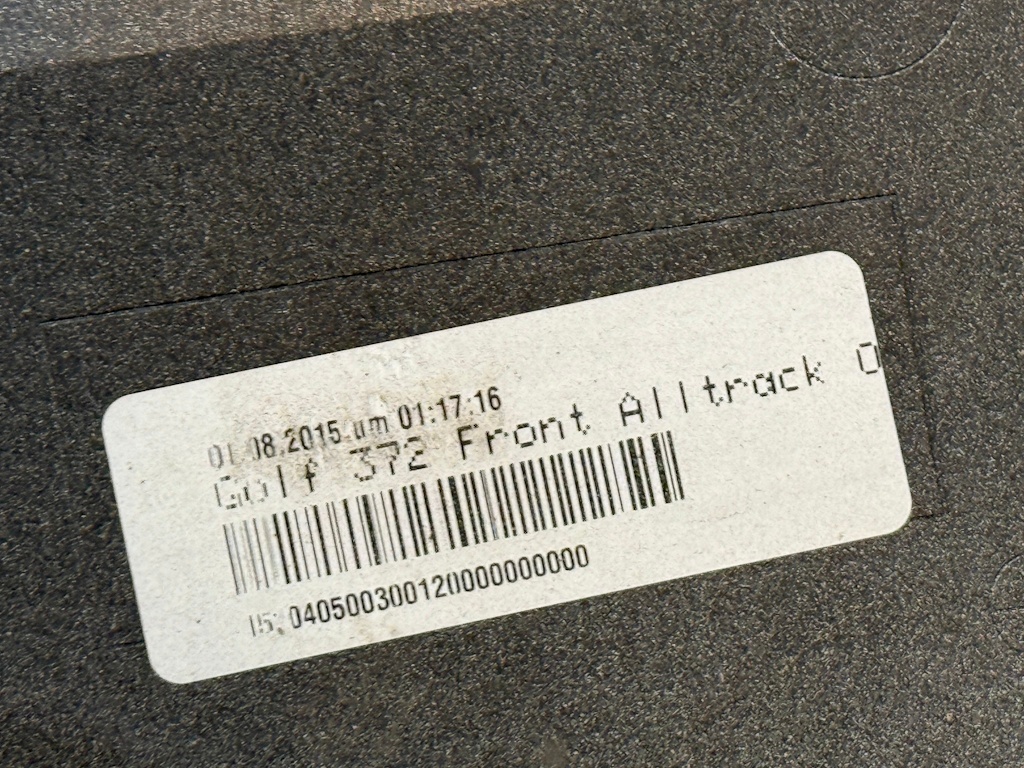 01.08.2015 um 01:17:16
Golf 372 Front Alltrack O
15: 04050030012000000000